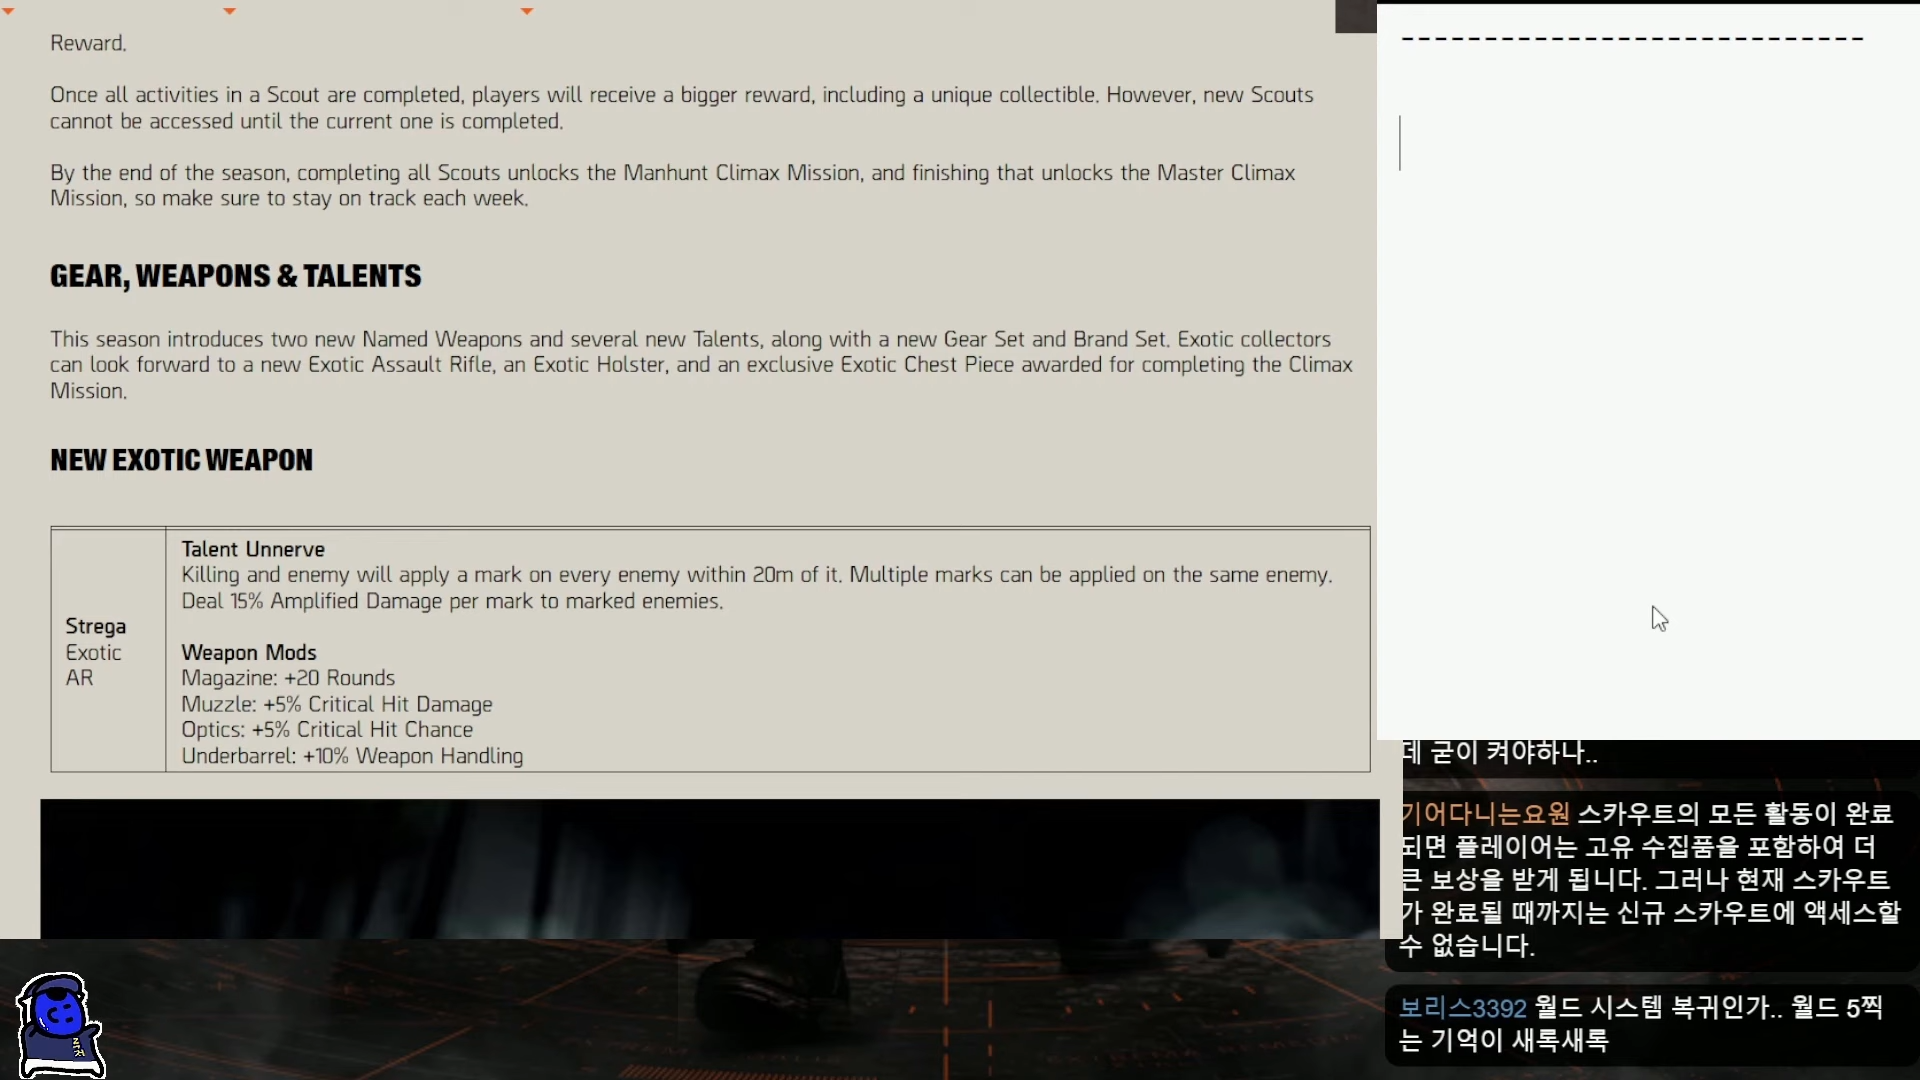 Reward.
Once all activities in a Scout are completed, players will receive a bigger reward, including a unique collectible. However, new Scouts
cannot be accessed until the current one is completed.
By the end of the season, completing all Scouts unlocks the Manhunt Climax Mission, and finishing that unlocks the Master Climax
Mission, so make sure to stay on track each week.
GEAR, WEAPONS & TALENTS
This season introduces two new Named Weapons and several new Talents, along with a new Gear Set and Brand Set. Exotic collectors
can look forward to a new Exotic Assault Rifle, an Exotic Holster, and an exclusive Exotic Chest Piece awarded for completing the Climax
Mission.
NEW EXOTIC WEAPON
Strega
Exotic
AR
Talent Unnerve
Killing and enemy will apply a mark on every enemy within 20m of it. Multiple marks can be applied on the same enemy.
Deal 15% Amplified Damage per mark to marked enemies.
Weapon Mods
Magazine: +20 Rounds
Muzzle: +5% Critical Hit Damage
Optics: +5% Critical Hit Chance
Underbarrel: +10% Weapon Handling
----------------------------
데 굳이 켜야하나..
기어다니는요원 스카우트의 모든 활동이 완료
되면 플레이어는 고유 수집품을 포함하여 더
큰 보상을 받게 됩니다. 그러나 현재 스카우트
가 완료될 때까지는 신규 스카우트에 액세스할
수 없습니다.
보리스3392 월드 시스템 복귀인가.. 월드 5찍
는 기억이 새록새록